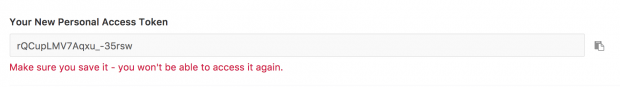 Your New Personal Access Token
rQCupLMV7Aqxu_-35rsw
Make sure you save it - you won't be able to access it again.